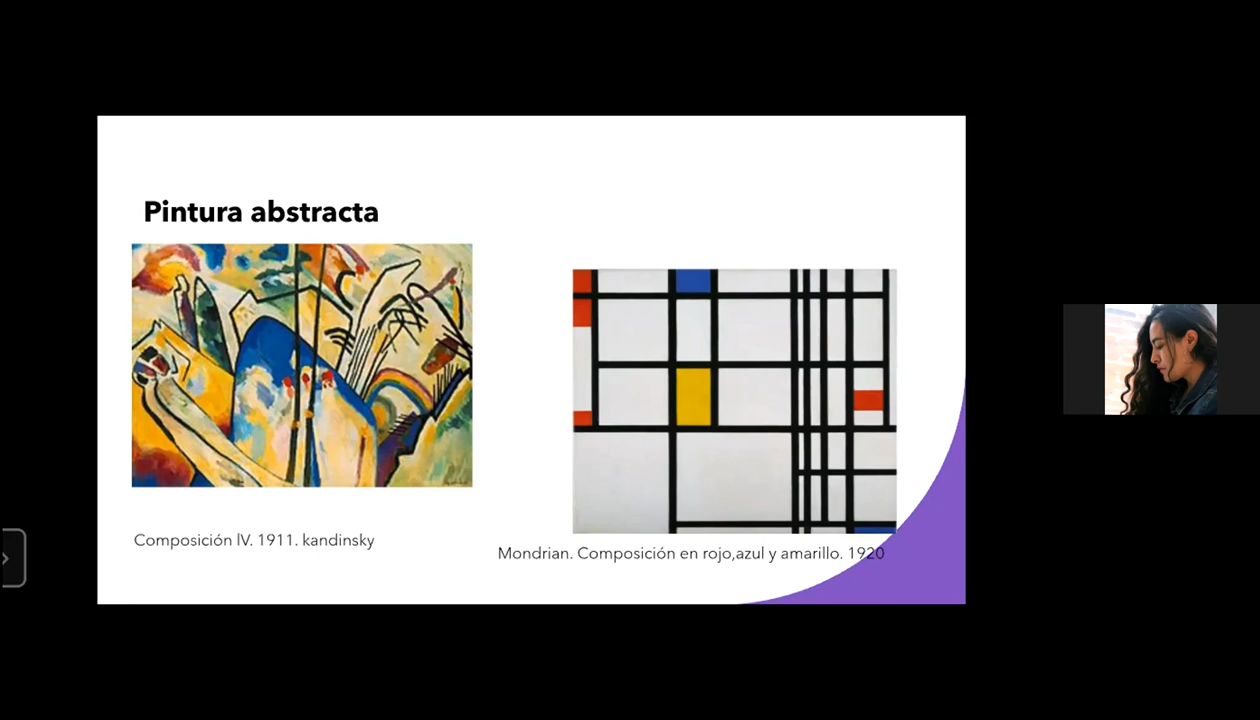 Pintura abstracta
Composición IV. 1911. kandinsky
Mondrian. Composición en rojo,azul y amarillo. 1920